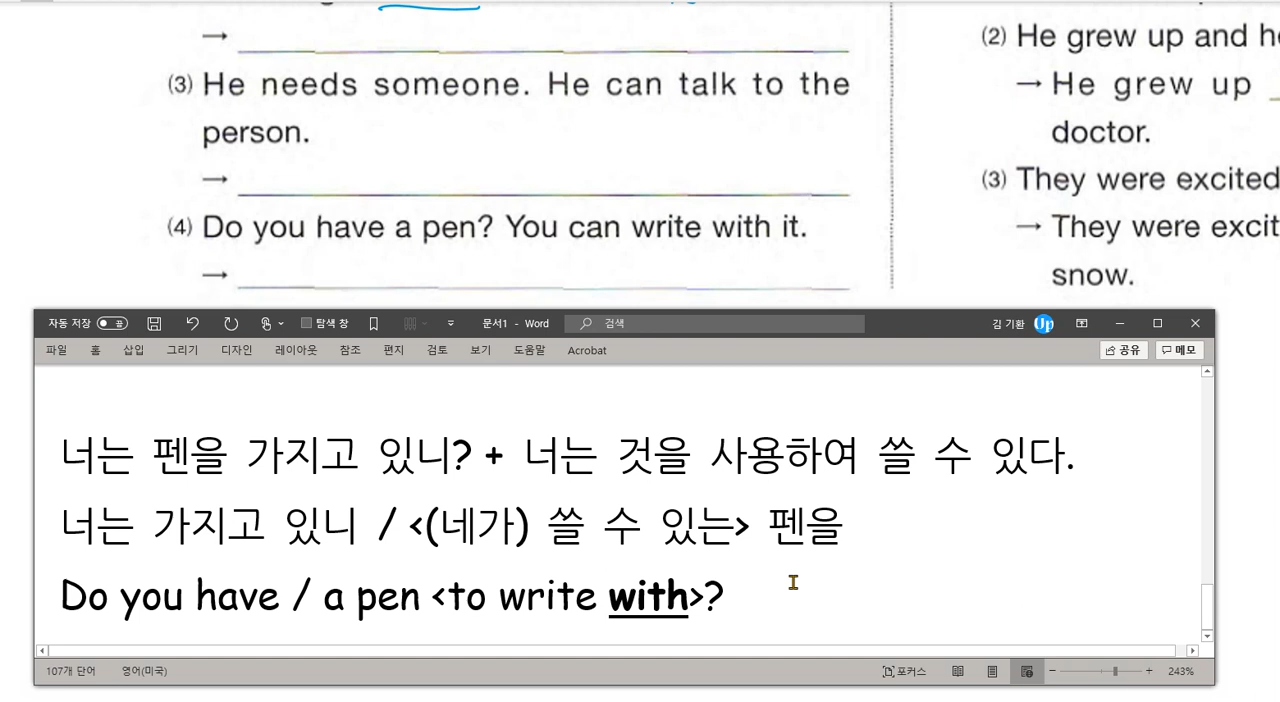 →
(3) He needs someone. He can talk to the
person.
→
(4) Do you have a pen? You can write with it.
→
(2) He grew up and he
→ He grew up
doctor.
(3) They were excited
→ They were excit
snow.
자동 저장 끔 탐색 창 문서1 - Word 검색 김 기환 Up
파일 홈 삽입 그리기 디자인 레이아웃 참조 편지 검토 보기 도움말 Acrobat 공유 메모
너는 펜을 가지고 있니? + 너는 것을 사용하여 쓸 수 있다.
너는 가지고 있니 / <(네가) 쓸 수 있는> 펜을
Do you have / a pen <to write with>?
107개 단어 영어(미국) 포커스 243%